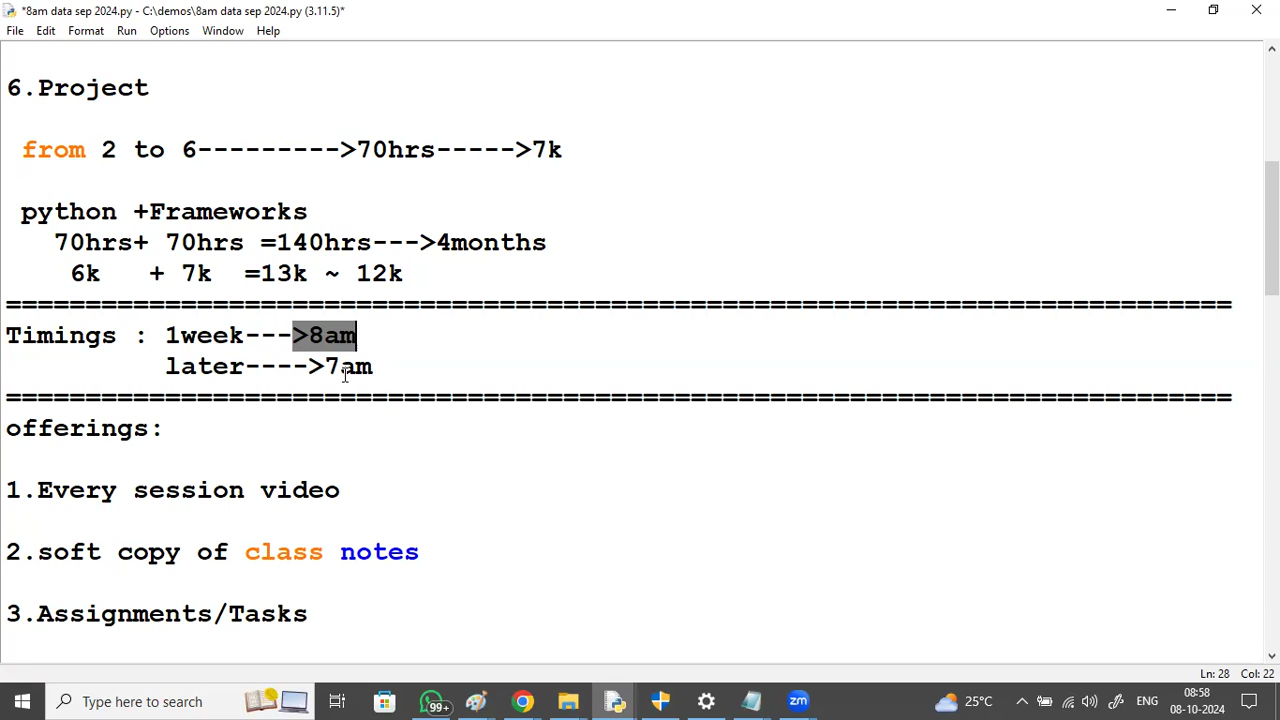 *8am data sep 2024.py - C:\demos\8am data sep 2024.py (3.11.5)*
File Edit Format Run Options Window Help
6.Project
from 2 to 6--------->70hrs----->7k
python +Frameworks
70hrs+ 70hrs =140hrs--->4months
6k + 7k =13k ~ 12k
=============================================================================
Timings : 1week--->8am
later---->7am
=============================================================================
offerings:
1.Every session video
2.soft copy of class notes
3.Assignments/Tasks
Ln: 28 Col: 22
Type here to search
99+
zm
25°C
ENG
08:58
08-10-2024